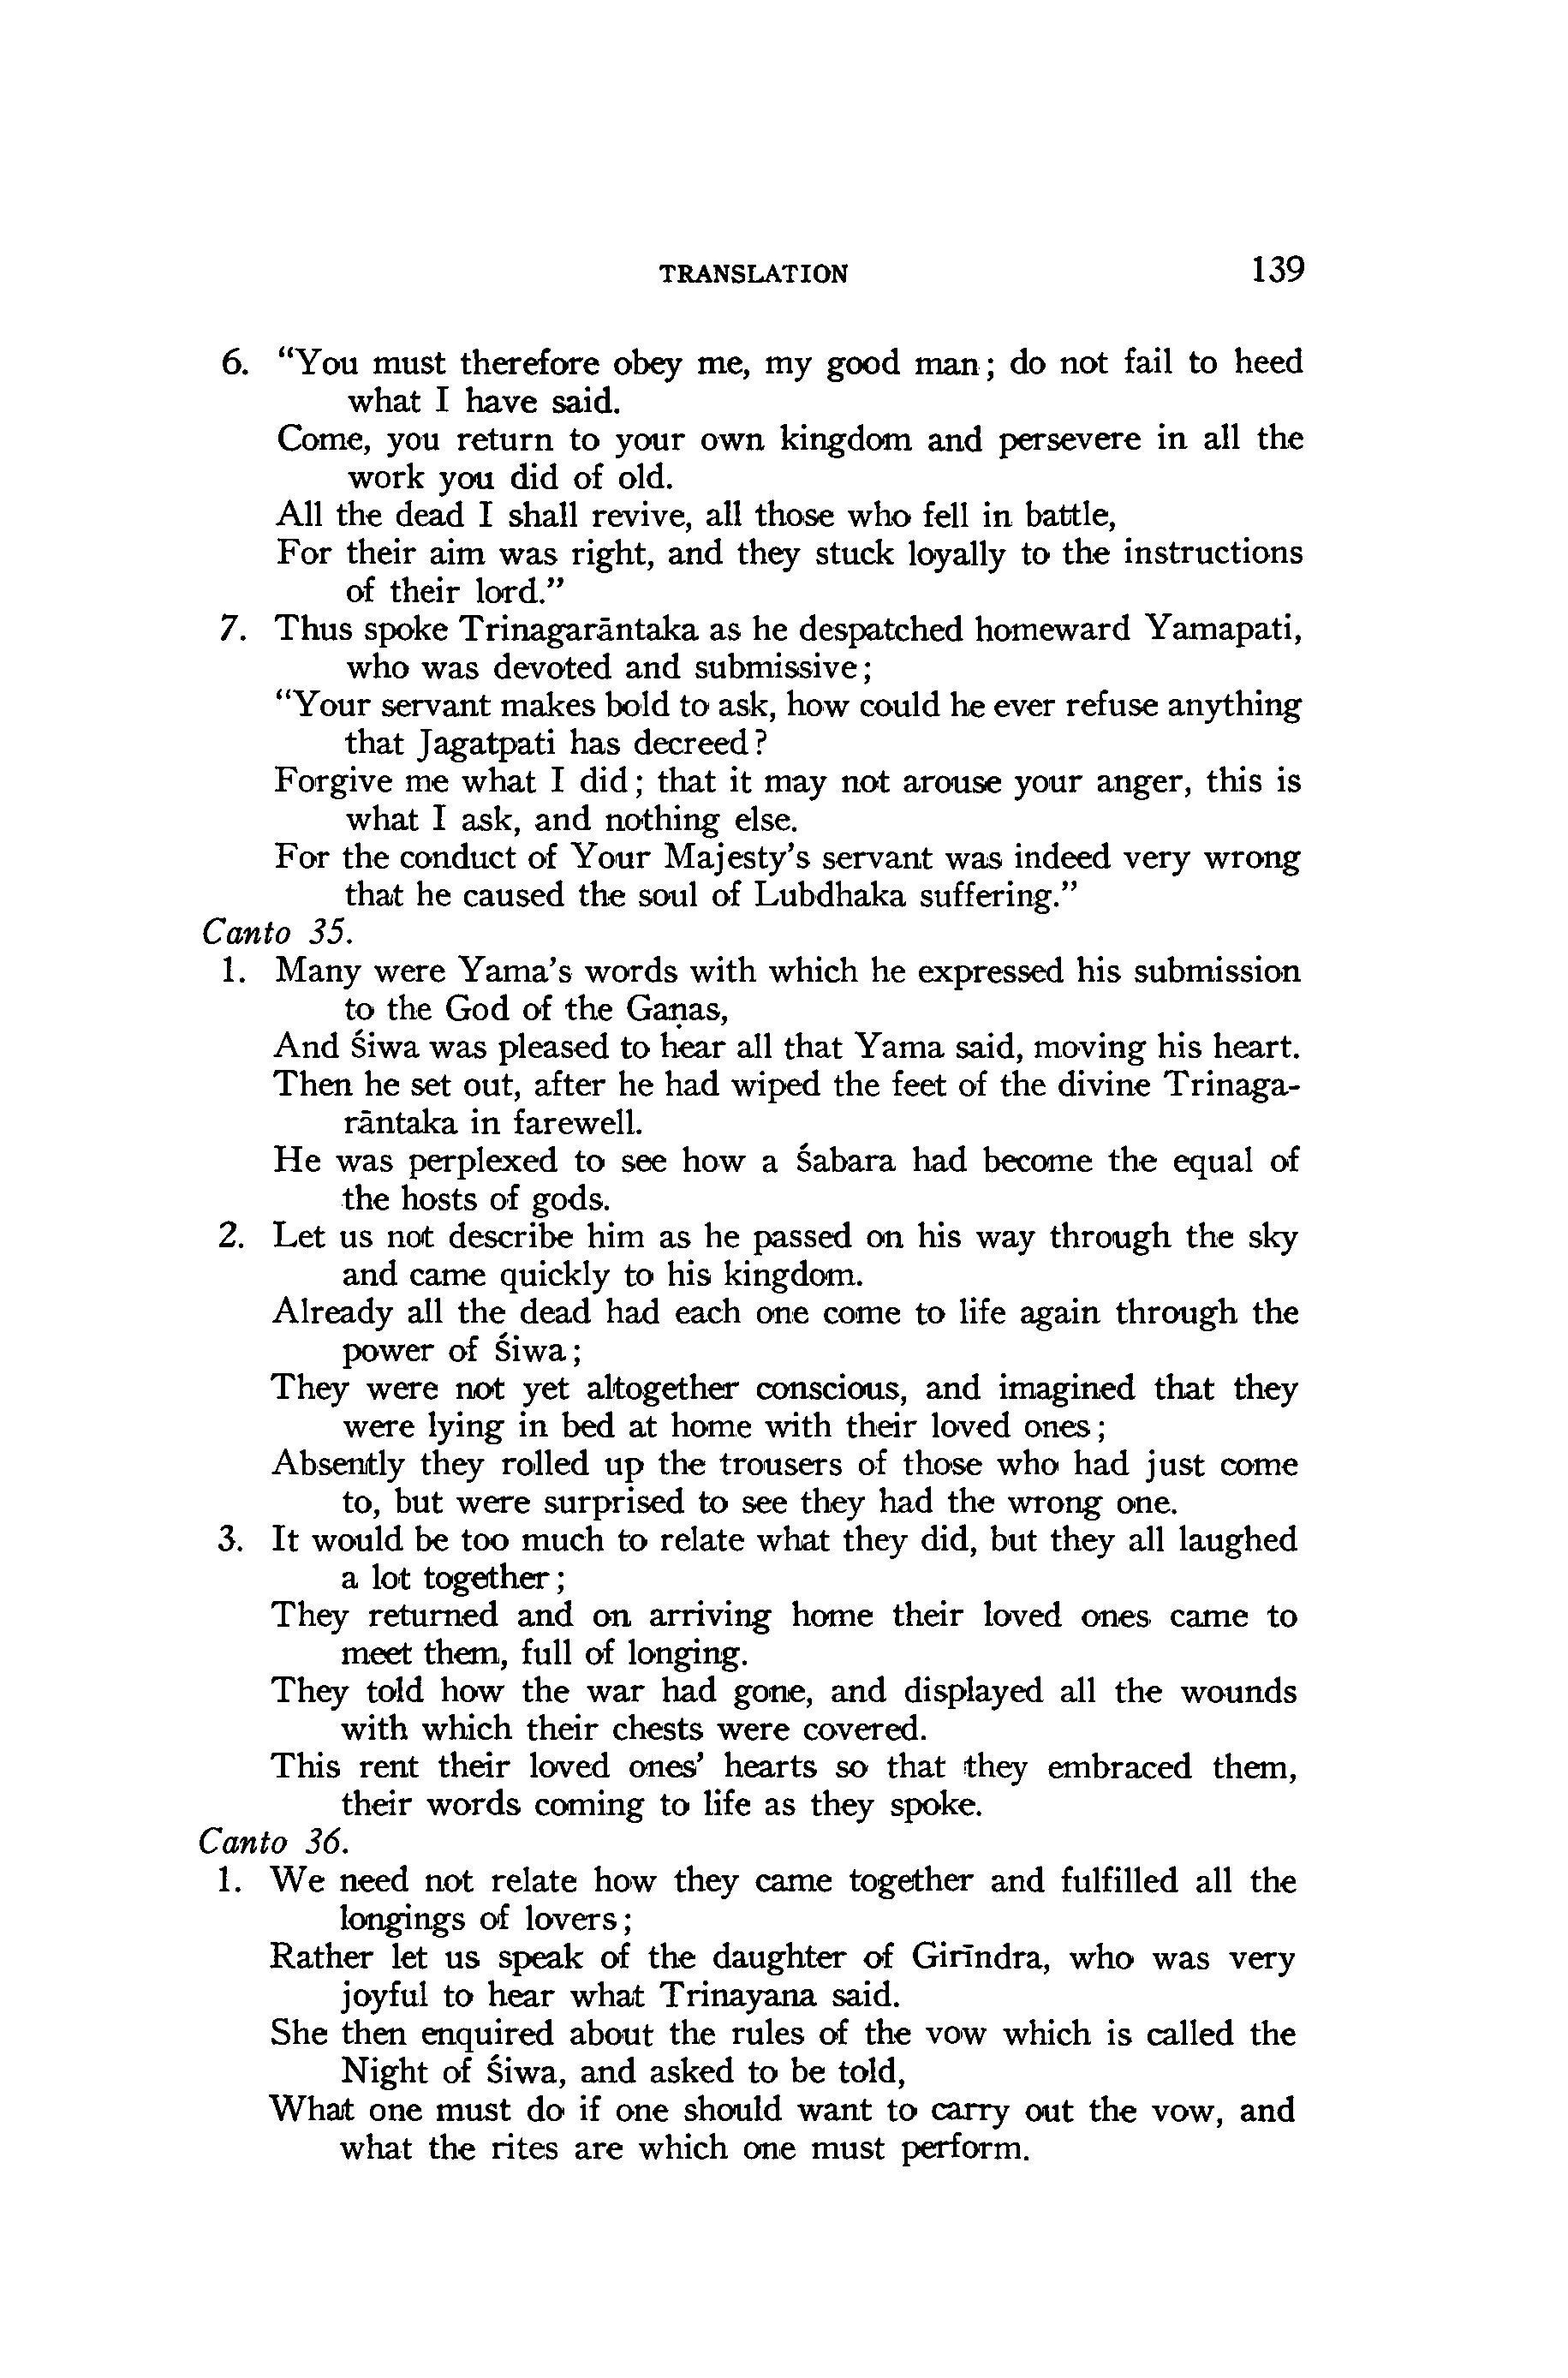 TRANSLATION 139
6. “You must therefore obey me, my good man; do not fail to heed
what I have said.
Come, you return to your own kingdom and persevere in all the
work you did of old.
All the dead I shall revive, all those who fell in battle,
For their aim was right, and they stuck loyally to the instructions
of their lord.”
7. Thus spoke Trinagarāntaka as he despatched homeward Yamapati,
who was devoted and submissive;
“Your servant makes bold to ask, how could he ever refuse anything
that Jagatpati has decreed?
Forgive me what I did; that it may not arouse your anger, this is
what I ask, and nothing else.
For the conduct of Your Majesty’s servant was indeed very wrong
that he caused the soul of Lubdhaka suffering.”
Canto 35.
1. Many were Yama’s words with which he expressed his submission
to the God of the Gaṇas,
And Śiwa was pleased to hear all that Yama said, moving his heart.
Then he set out, after he had wiped the feet of the divine Trinaga-
rāntaka in farewell.
He was perplexed to see how a Śabara had become the equal of
the hosts of gods.
2. Let us not describe him as he passed on his way through the sky
and came quickly to his kingdom.
Already all the dead had each one come to life again through the
power of Śiwa;
They were not yet altogether conscious, and imagined that they
were lying in bed at home with their loved ones;
Absently they rolled up the trousers of those who had just come
to, but were surprised to see they had the wrong one.
3. It would be too much to relate what they did, but they all laughed
a lot together;
They returned and on arriving home their loved ones came to
meet them, full of longing.
They told how the war had gone, and displayed all the wounds
with which their chests were covered.
This rent their loved ones’ hearts so that they embraced them,
their words coming to life as they spoke.
Canto 36.
1. We need not relate how they came together and fulfilled all the
longings of lovers;
Rather let us speak of the daughter of Girīndra, who was very
joyful to hear what Trinayana said.
She then enquired about the rules of the vow which is called the
Night of Śiwa, and asked to be told,
What one must do if one should want to carry out the vow, and
what the rites are which one must perform.